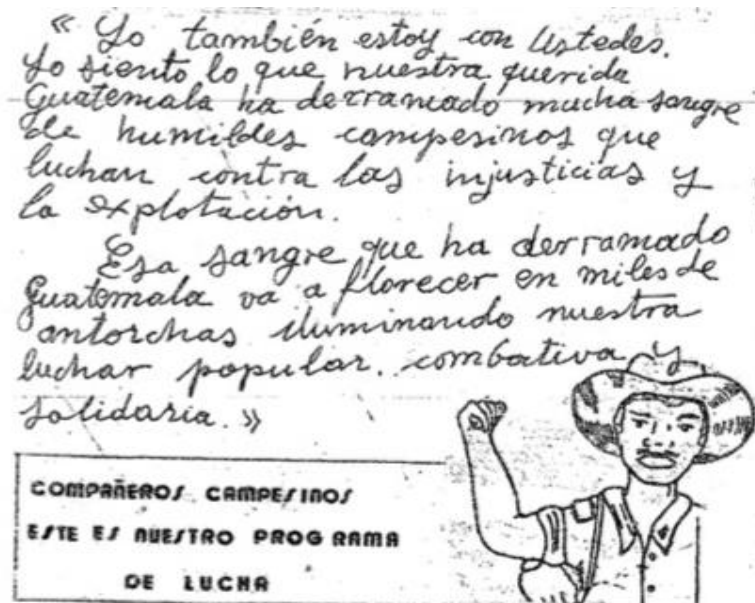 « Yo también estoy con Ustedes.
Yo siento lo que nuestra querida
Guatemala ha derramado mucha sangre
de humildes campesinos que
luchan contra las injusticias y
la explotación.
Esa sangre que ha derramado
Guatemala va a florecer en miles de
antorchas iluminando nuestra
luchar popular. combativa y
solidaria. »
COMPAÑEROS CAMPESINOS
ESTE ES NUESTRO PROGRAMA
DE LUCHA